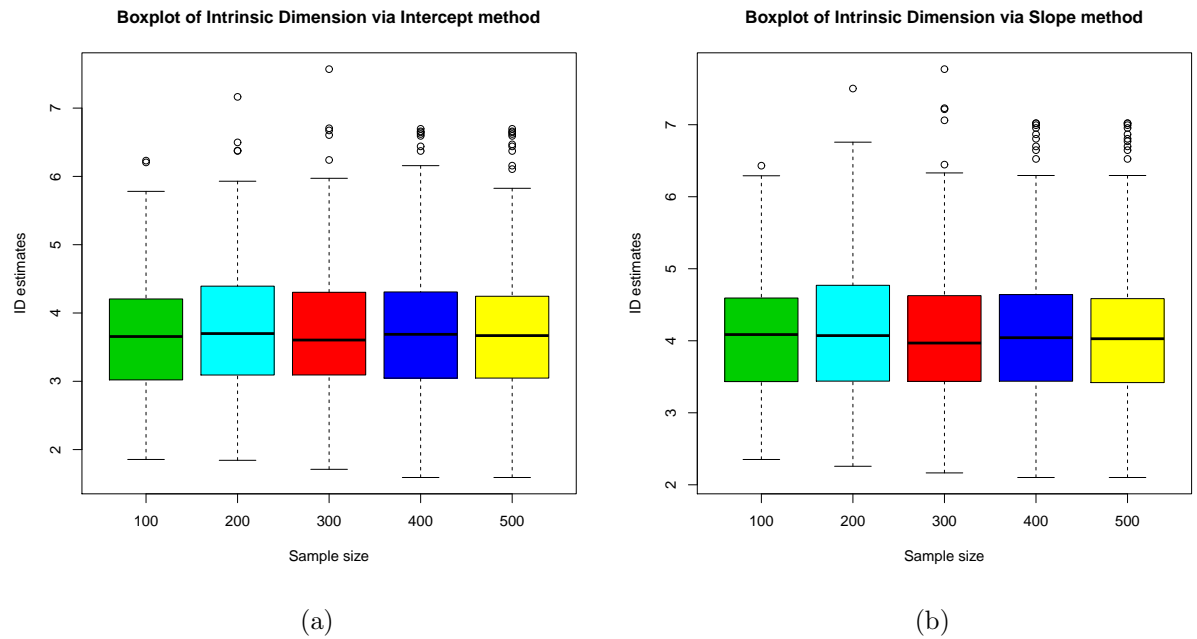 Boxplot of Intrinsic Dimension via Intercept method
ID estimates
7
6
5
4
3
2
100 200 300 400 500
Sample size
(a)
Boxplot of Intrinsic Dimension via Slope method
ID estimates
7
6
5
4
3
2
100 200 300 400 500
Sample size
(b)